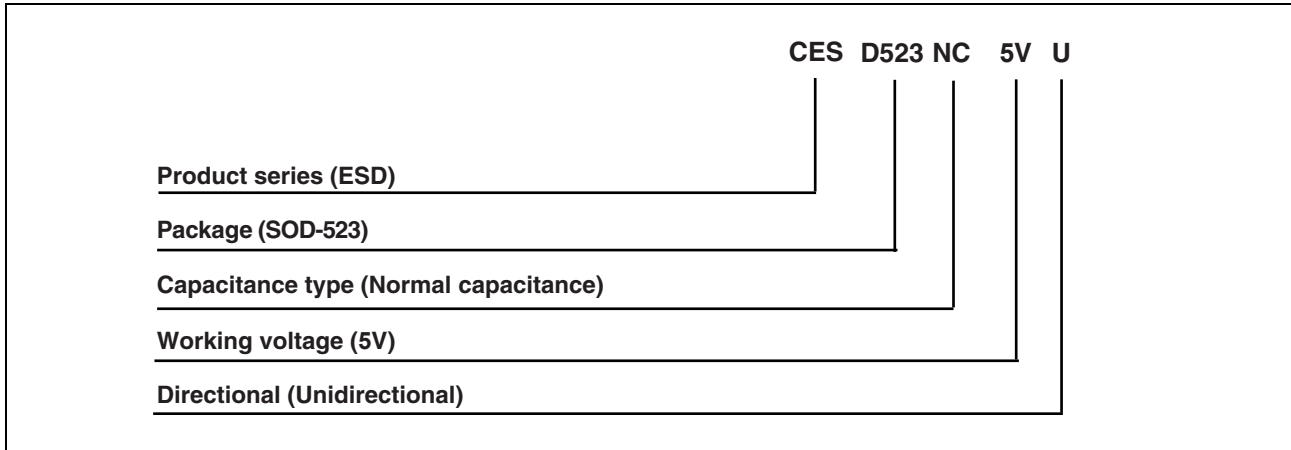 CES D523 NC 5V U
Product series (ESD)
Package (SOD-523)
Capacitance type (Normal capacitance)
Working voltage (5V)
Directional (Unidirectional)